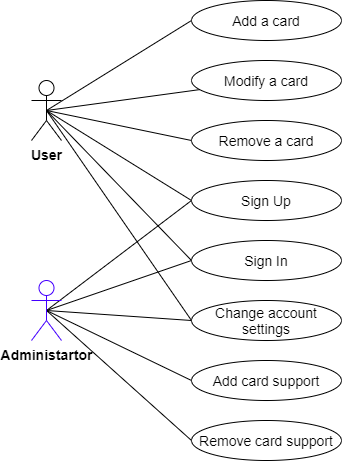 Add a card
Modify a card
Remove a card
User
Sign Up
Sign In
Change account
settings
Administartor
Add card support
Remove card support